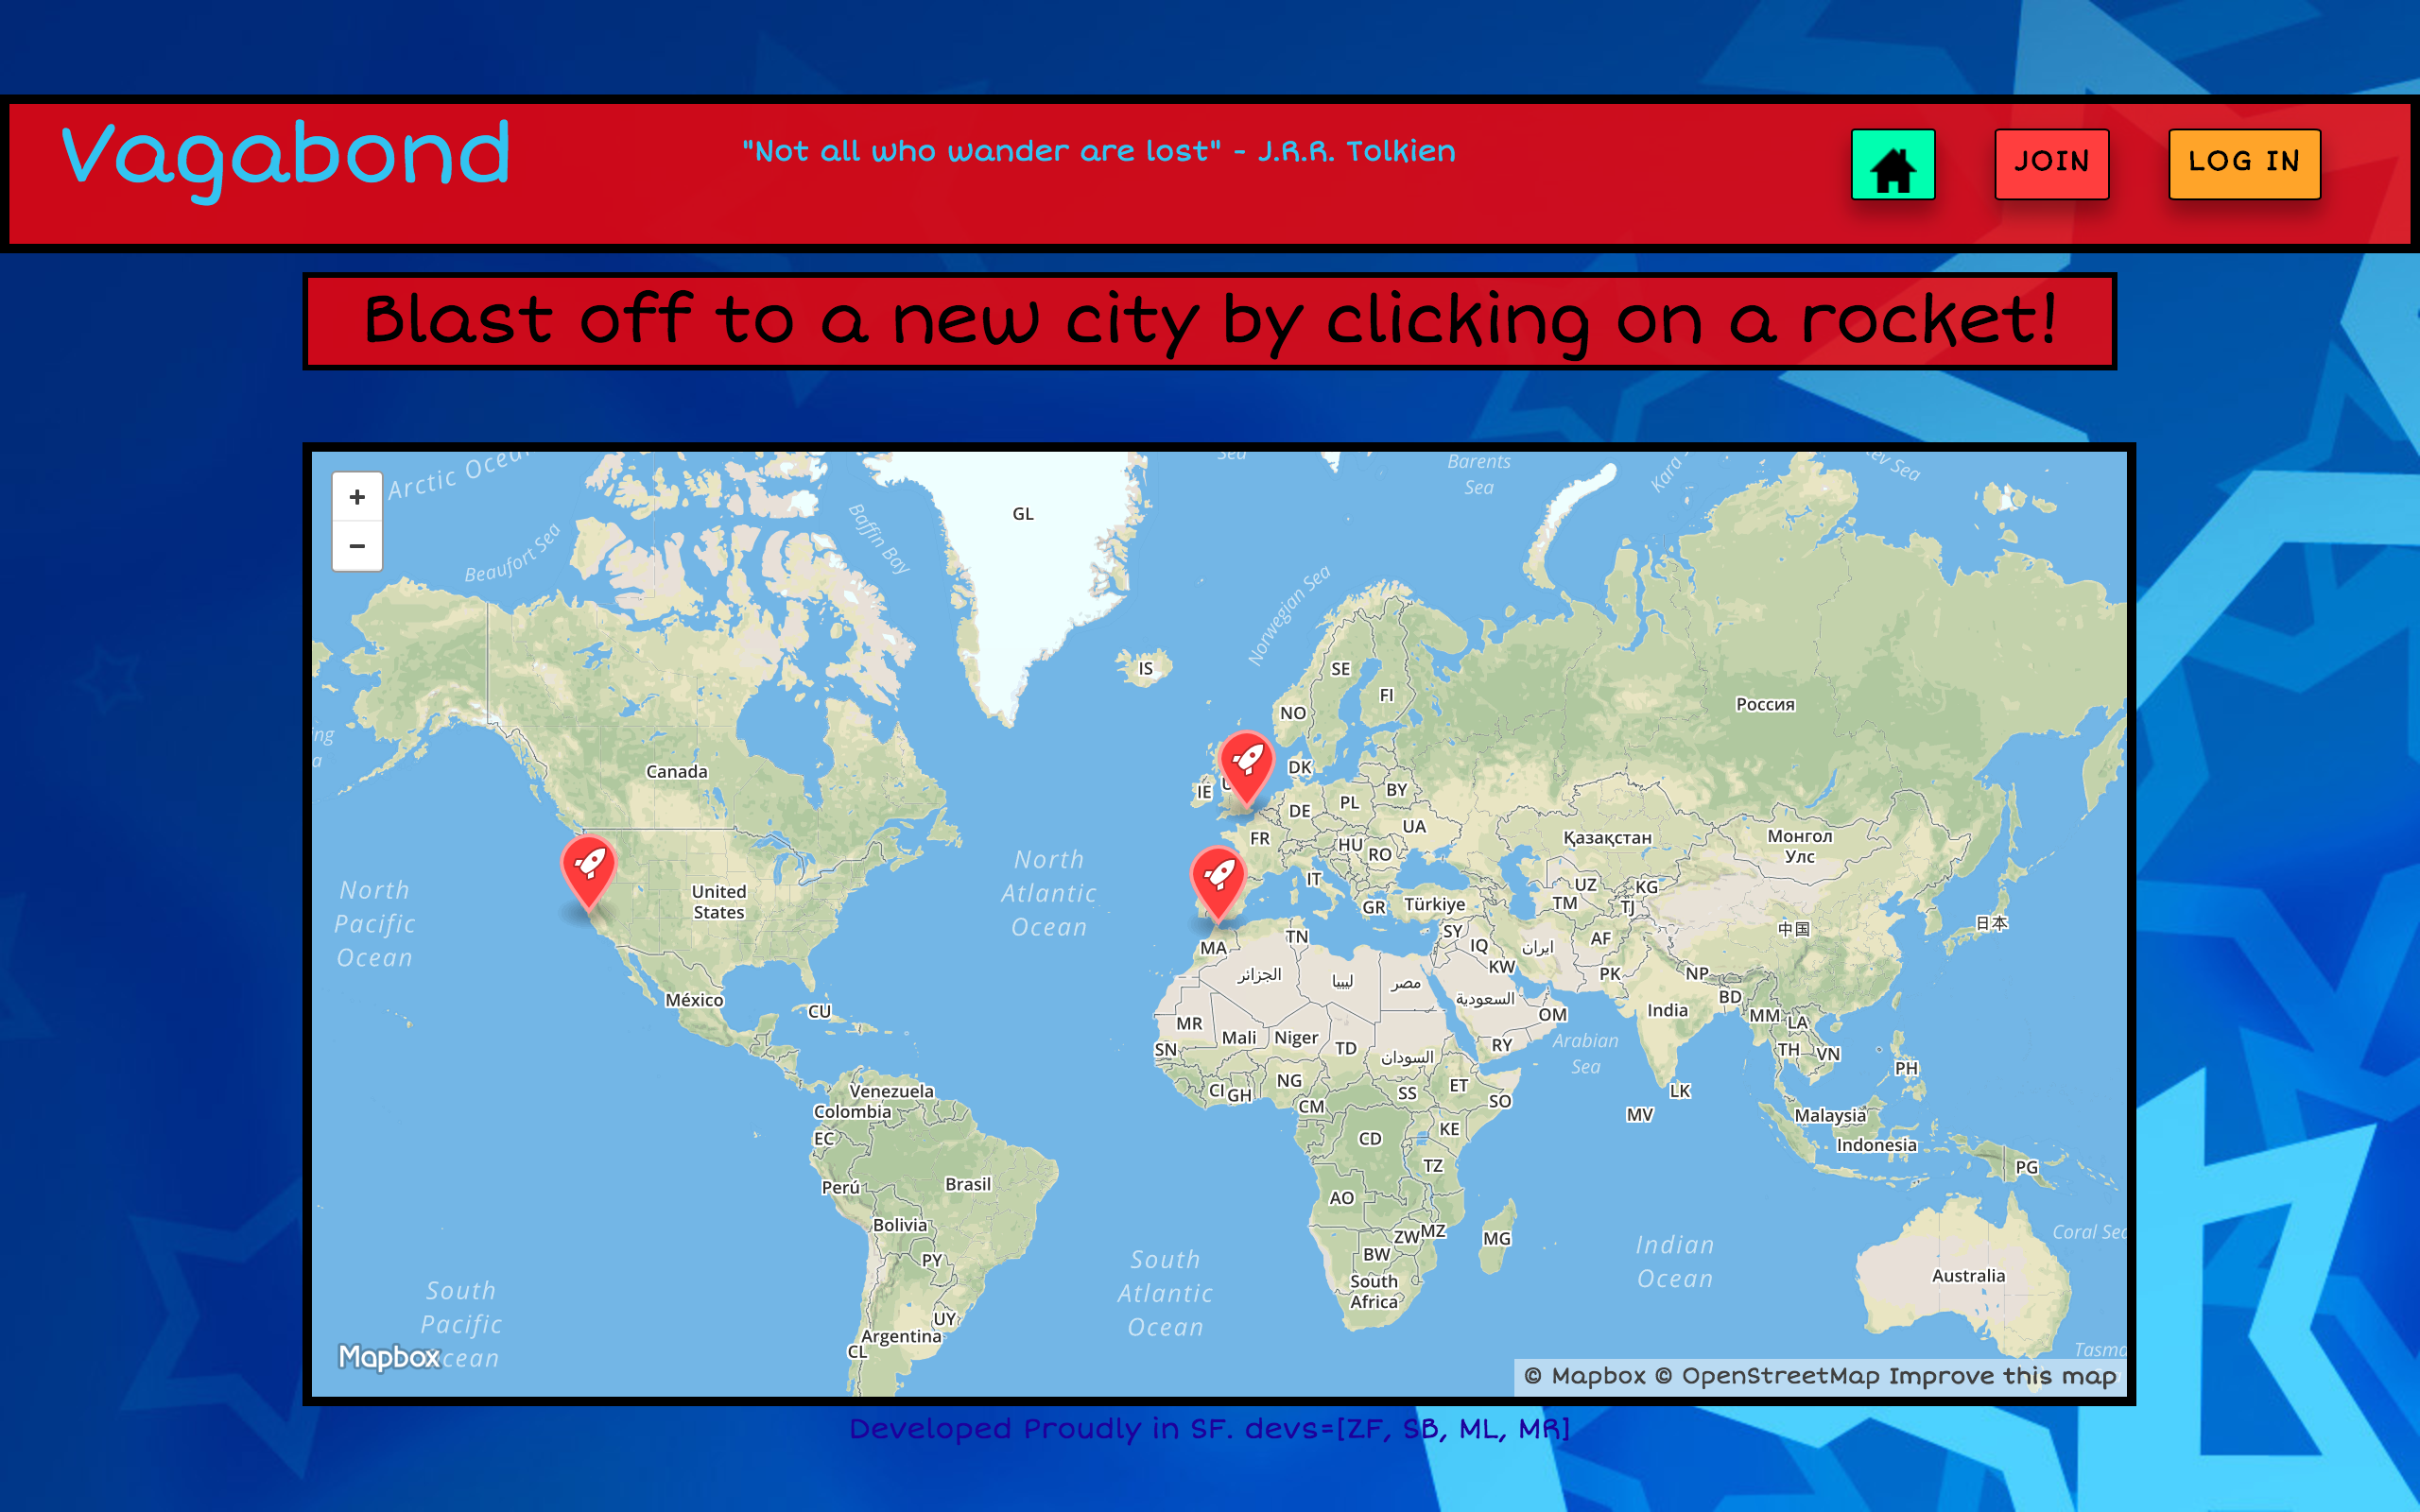 Vagabond
"Not all who wander are lost" - J.R.R. Tolkien
JOIN
LOG IN
Blast off to a new city by clicking on a rocket!
+
−
Arctic
Beaufort Sea
Baffin Bay
GL
Sea
Barents
Sea
Kara
Sea
Norwegian Sea
IS
SE
FI
NO
Россия
Canada
DK
IE
BY
PL
DE
UA
FR
HU
RO
Қазақстан
Монгол
Улс
North
Pacific
Ocean
United
States
North
Atlantic
Ocean
IT
UZ
KG
TM
TJ
GR
Türkiye
中国
日本
MA
TN
SY
IQ
ایران
AF
الجزائر
ليبيا
مصر
KW
PK
NP
México
CU
السعودية
OM
BD
India
MR
Mali
Niger
TD
السودان
RY
Arabian
Sea
MM
LA
SN
TH
VN
PH
Venezuela
Colombia
CI
GH
NG
SS
ET
SO
LK
CM
MV
Malaysia
EC
CD
KE
Indonesia
TZ
PG
Perú
Brasil
AO
Bolivia
ZW
MZ
MG
Coral
BW
PY
South
Atlantic
Ocean
Indian
Ocean
South
Africa
Australia
South
Pacific
UY
Argentina
CL
Mapbox
© Mapbox © OpenStreetMap Improve this map
Developed Proudly in SF. devs=[ZF, SB, ML, MR]